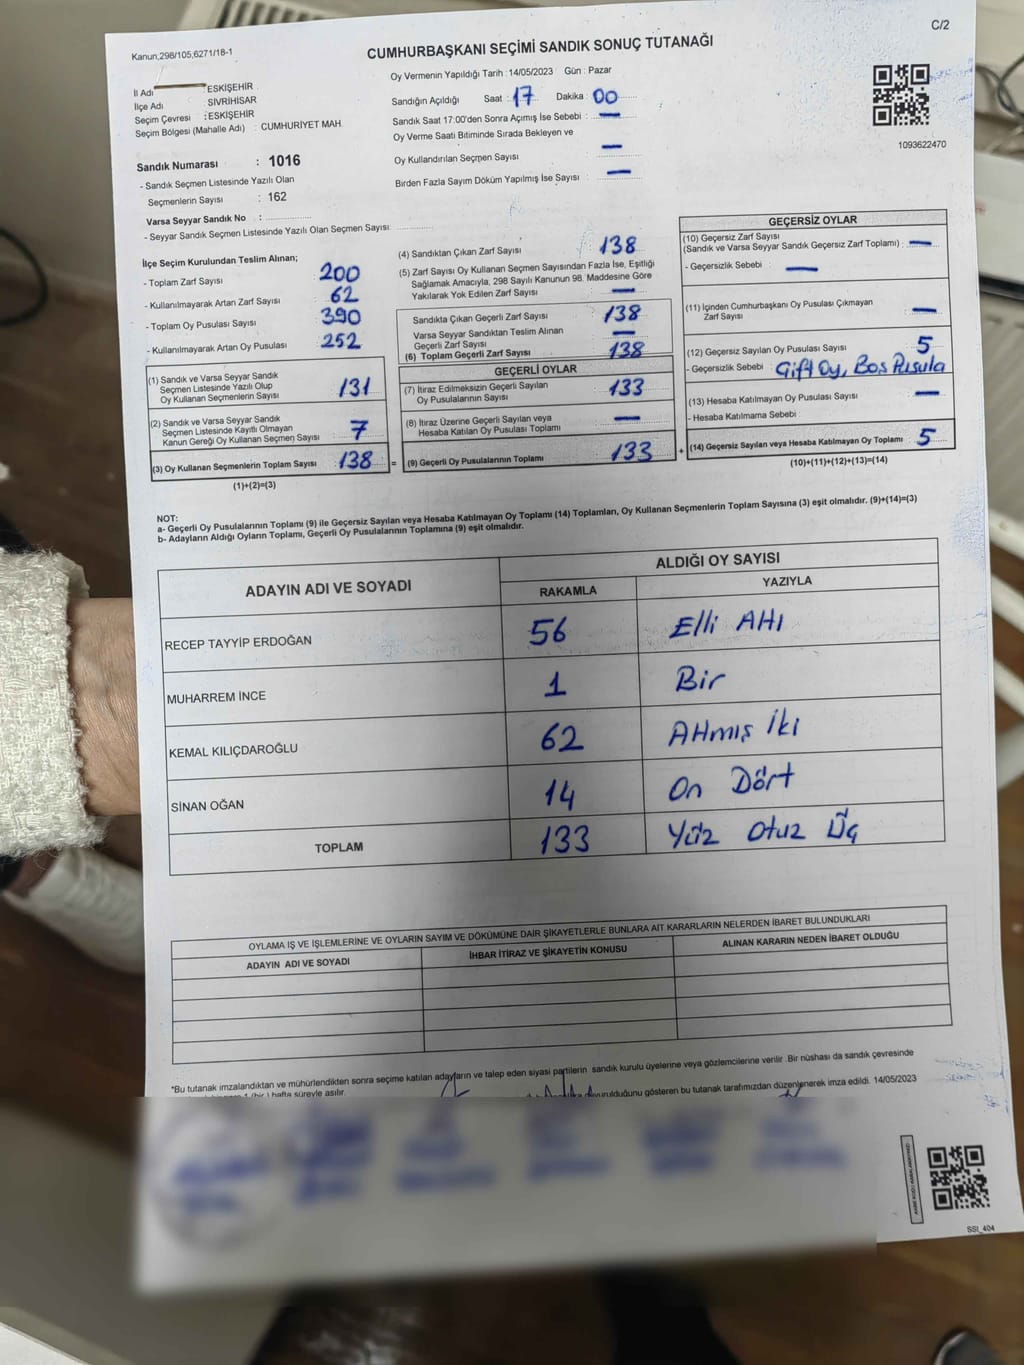 C/2
Kanun,298/105;6271/18-1
CUMHURBAŞKANI SEÇİMİ SANDIK SONUÇ TUTANAĞI
Oy Vermenin Yapıldığı Tarih : 14/05/2023 Gün : Pazar
İl Adı : ESKİŞEHİR
İlçe Adı : SİVRİHİSAR
Seçim Çevresi : ESKİŞEHİR
Seçim Bölgesi (Mahalle Adı) : CUMHURİYET MAH
Sandığın Açıldığı Saat : 17 Dakika : 00
Sandık Saat 17:00'den Sonra Açımış İse Sebebi : —
Oy Verme Saati Bitiminde Sırada Bekleyen ve
Oy Kullandırılan Seçmen Sayısı : —
Birden Fazla Sayım Döküm Yapılmış İse Sayısı : —
1093622470
Sandık Numarası : 1016
- Sandık Seçmen Listesinde Yazılı Olan
Seçmenlerin Sayısı : 162
Varsa Seyyar Sandık No :
- Seyyar Sandık Seçmen Listesinde Yazılı Olan Seçmen Sayısı:
İlçe Seçim Kurulundan Teslim Alınan;
- Toplam Zarf Sayısı 200
- Kullanılmayarak Artan Zarf Sayısı 62
- Toplam Oy Pusulası Sayısı 390
- Kullanılmayarak Artan Oy Pusulası 252
(1) Sandık ve Varsa Seyyar Sandık
Seçmen Listesinde Yazılı Olup
Oy Kullanan Seçmenlerin Sayısı : 131
(2) Sandık ve Varsa Seyyar Sandık
Seçmen Listesinde Kayıtlı Olmayan
Kanun Gereği Oy Kullanan Seçmen Sayısı : 7
(3) Oy Kullanan Seçmenlerin Toplam Sayısı : 138 =
(1)+(2)=(3)
(4) Sandıktan Çıkan Zarf Sayısı : 138
(5) Zarf Sayısı Oy Kullanan Seçmen Sayısından Fazla İse, Eşitliği
Sağlamak Amacıyla, 298 Sayılı Kanunun 98. Maddesine Göre
Yakılarak Yok Edilen Zarf Sayısı : —
Sandıkta Çıkan Geçerli Zarf Sayısı : 138
Varsa Seyyar Sandıktan Teslim Alınan
Geçerli Zarf Sayısı : —
(6) Toplam Geçerli Zarf Sayısı : 138
GEÇERLİ OYLAR
(7) İtiraz Edilmeksizin Geçerli Sayılan
Oy Pusulalarının Sayısı : 133
(8) İtiraz Üzerine Geçerli Sayılan veya
Hesaba Katılan Oy Pusulası Toplamı : —
(9) Geçerli Oy Pusulalarının Toplamı : 133 +
GEÇERSİZ OYLAR
(10) Geçersiz Zarf Sayısı
(Sandık ve Varsa Seyyar Sandık Geçersiz Zarf Toplamı) : —
- Geçersizlik Sebebi : —
(11) İçinden Cumhurbaşkanı Oy Pusulası Çıkmayan
Zarf Sayısı : —
(12) Geçersiz Sayılan Oy Pusulası Sayısı : 5
- Geçersizlik Sebebi : Çift Oy, Bos Pusula
(13) Hesaba Katılmayan Oy Pusulası Sayısı : —
- Hesaba Katılmama Sebebi :
(14) Geçersiz Sayılan veya Hesaba Katılmayan Oy Toplamı : 5
(10)+(11)+(12)+(13)=(14)
NOT:
a- Geçerli Oy Pusulalarının Toplamı (9) ile Geçersiz Sayılan veya Hesaba Katılmayan Oy Toplamı (14) Toplamları, Oy Kullanan Seçmenlerin Toplam Sayısına (3) eşit olmalıdır. (9)+(14)=(3)
b- Adayların Aldığı Oyların Toplamı, Geçerli Oy Pusulalarının Toplamına (9) eşit olmalıdır.
ADAYIN ADI VE SOYADI
ALDIĞI OY SAYISI
RAKAMLA YAZIYLA
RECEP TAYYİP ERDOĞAN 56 Elli Altı
MUHARREM İNCE 1 Bir
KEMAL KILIÇDAROĞLU 62 Altmış İki
SİNAN OĞAN 14 On Dört
TOPLAM 133 Yüz Otuz Üç
OYLAMA İŞ VE İŞLEMLERİNE VE OYLARIN SAYIM VE DÖKÜMÜNE DAİR ŞİKAYETLERLE BUNLARA AİT KARARLARIN NELERDEN İBARET BULUNDUKLARI
ADAYIN ADI VE SOYADI İHBAR İTİRAZ VE ŞİKAYETİN KONUSU ALINAN KARARIN NEDEN İBARET OLDUĞU
*Bu tutanak imzalandıktan ve mühürlendikten sonra seçime katılan adayların ve talep eden siyasi partilerin sandık kurulu üyelerine veya gözlemcilerine verilir .Bir nüshası da sandık çevresinde
1 (bir ) hafta süreyle asılır.
duyurulduğunu gösteren bu tutanak tarafımızdan düzenlenerek imza edildi. 14/05/2023
SSI_404